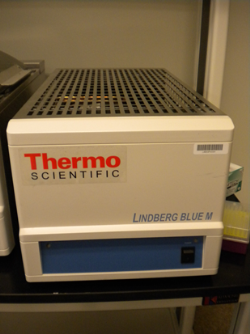 Thermo
SCIENTIFIC
LINDBERG BLUE M